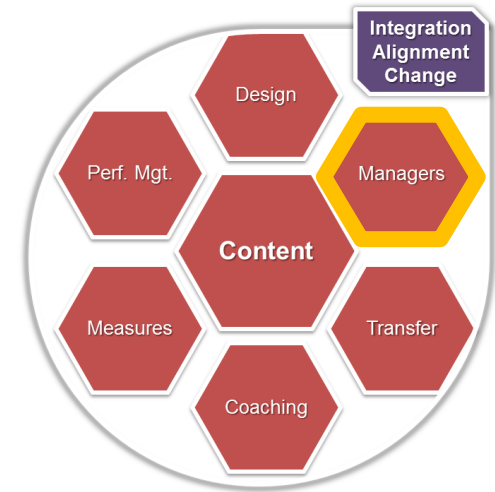 Integration
Alignment
Change
Design
Perf. Mgt.
Managers
Content
Measures
Transfer
Coaching